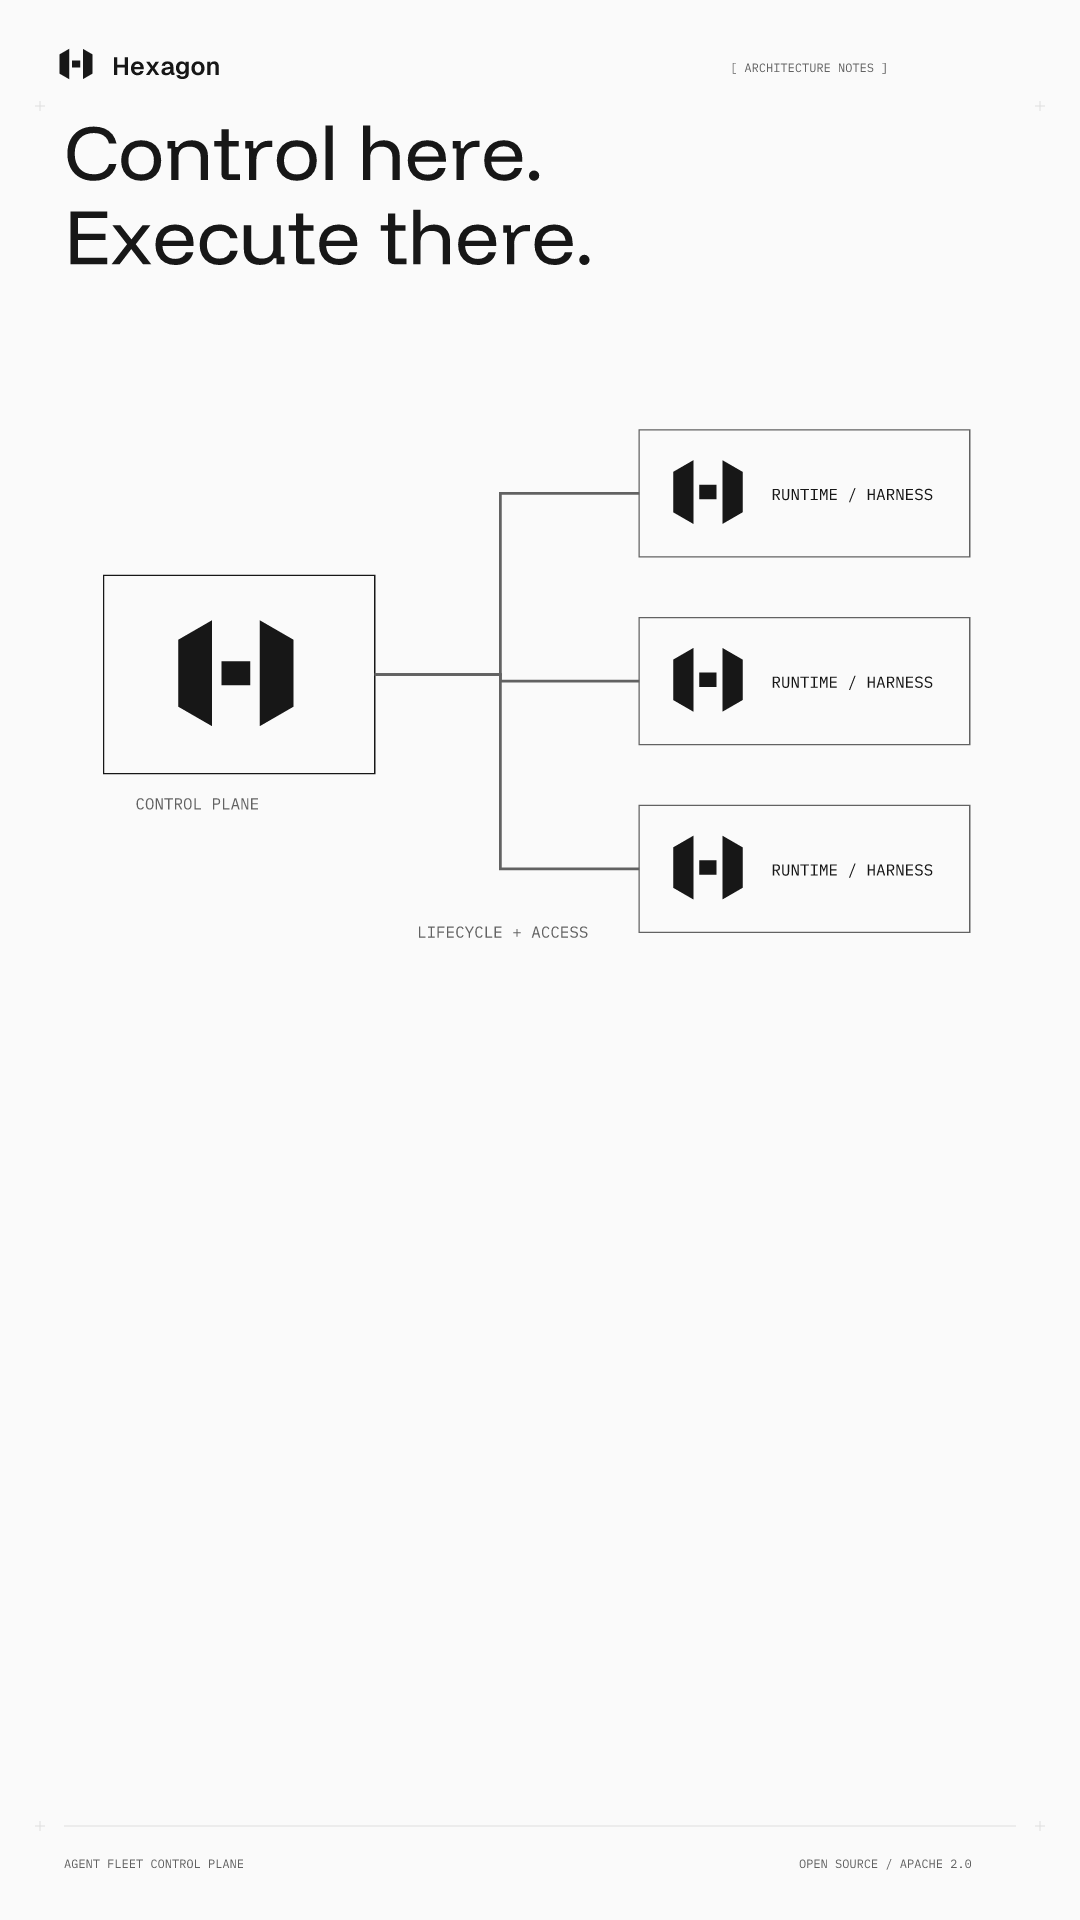 Hexagon
[ ARCHITECTURE NOTES ]
Control here.
Execute there.
RUNTIME / HARNESS
RUNTIME / HARNESS
CONTROL PLANE
RUNTIME / HARNESS
LIFECYCLE + ACCESS
AGENT FLEET CONTROL PLANE
OPEN SOURCE / APACHE 2.0